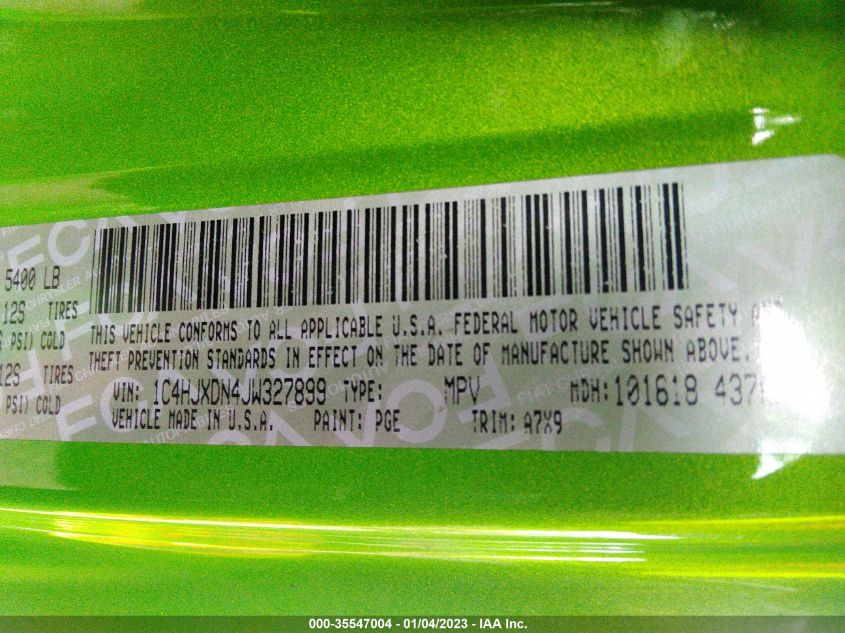 5400 LB
12S TIRES
PSI) COLD
12S TIRES
PSI) COLD
THIS VEHICLE CONFORMS TO ALL APPLICABLE U.S.A. FEDERAL MOTOR VEHICLE SAFETY AND
THEFT PREVENTION STANDARDS IN EFFECT ON THE DATE OF MANUFACTURE SHOWN ABOVE.
VIN: 1C4HJXDN4JW327899 TYPE: MPV MDH: 101618 437
VEHICLE MADE IN U.S.A. PAINT: PGE TRIM: A7X9
000-35547004 - 01/04/2023 - IAA Inc.